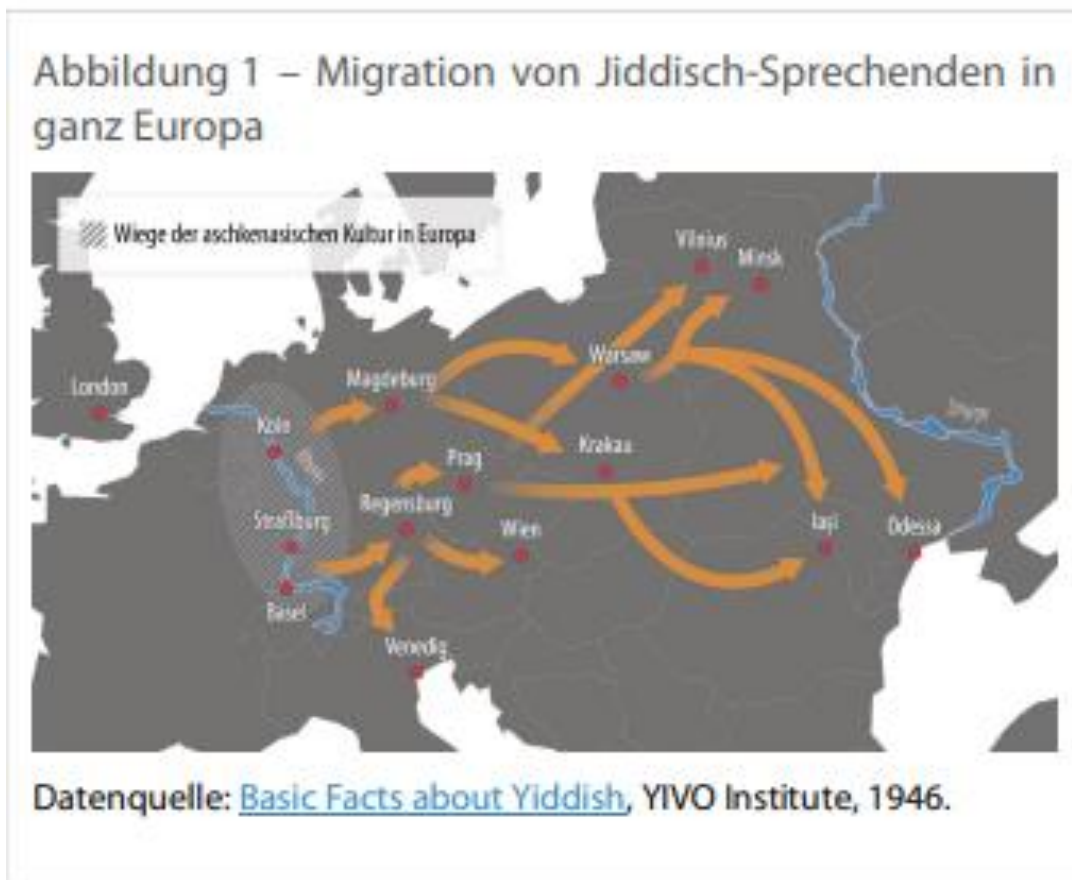 Abbildung 1 – Migration von Jiddisch-Sprechenden in
ganz Europa
Wiege der aschkenasischen Kultur in Europa
Vilnius
Minsk
Warsaw
London
Magdeburg
Köln
Krakau
Prag
Regensburg
Straßburg
Wien
Iași
Odessa
Basel
Venedig
Datenquelle: Basic Facts about Yiddish, YIVO Institute, 1946.